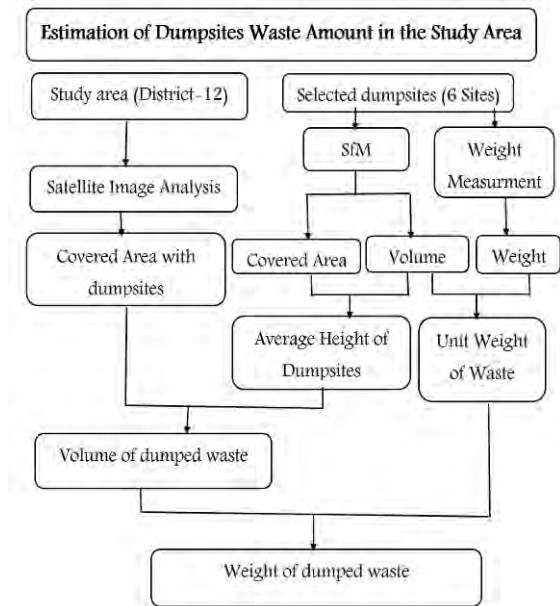 Estimation of Dumpsites Waste Amount in the Study Area
Study area (District-12)
Selected dumpsites (6 Sites)
SfM
Weight
Measurment
Satellite Image Analysis
Covered Area with
dumpsites
Covered Area
Volume
Weight
Average Height of
Dumpsites
Unit Weight
of Waste
Volume of dumped waste
Weight of dumped waste